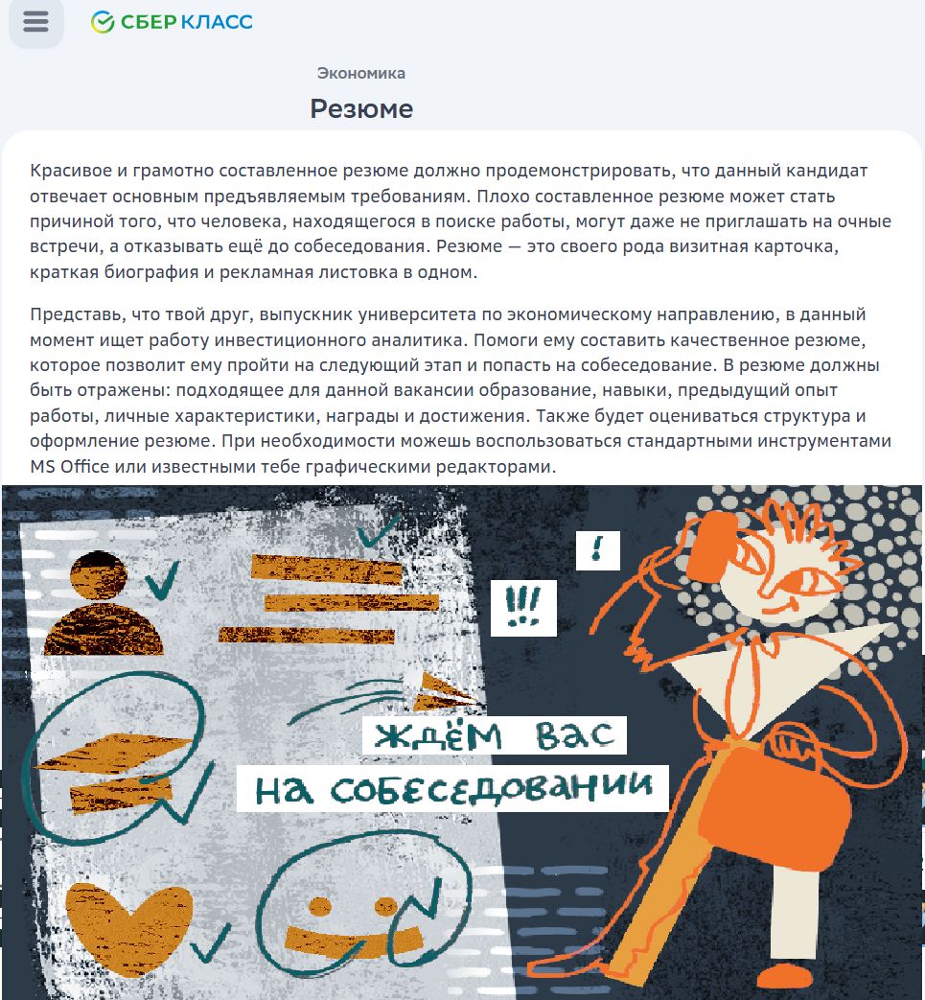 СБЕР КЛАСС
Экономика
Резюме
Красивое и грамотно составленное резюме должно продемонстрировать, что данный кандидат
отвечает основным предъявляемым требованиям. Плохо составленное резюме может стать
причиной того, что человека, находящегося в поиске работы, могут даже не приглашать на очные
встречи, а отказывать ещё до собеседования. Резюме — это своего рода визитная карточка,
краткая биография и рекламная листовка в одном.
Представь, что твой друг, выпускник университета по экономическому направлению, в данный
момент ищет работу инвестиционного аналитика. Помоги ему составить качественное резюме,
которое позволит ему пройти на следующий этап и попасть на собеседование. В резюме должны
быть отражены: подходящее для данной вакансии образование, навыки, предыдущий опыт
работы, личные характеристики, награды и достижения. Также будет оцениваться структура и
оформление резюме. При необходимости можешь воспользоваться стандартными инструментами
MS Office или известными тебе графическими редакторами.
!
!!!
ждём вас
на собеседовании